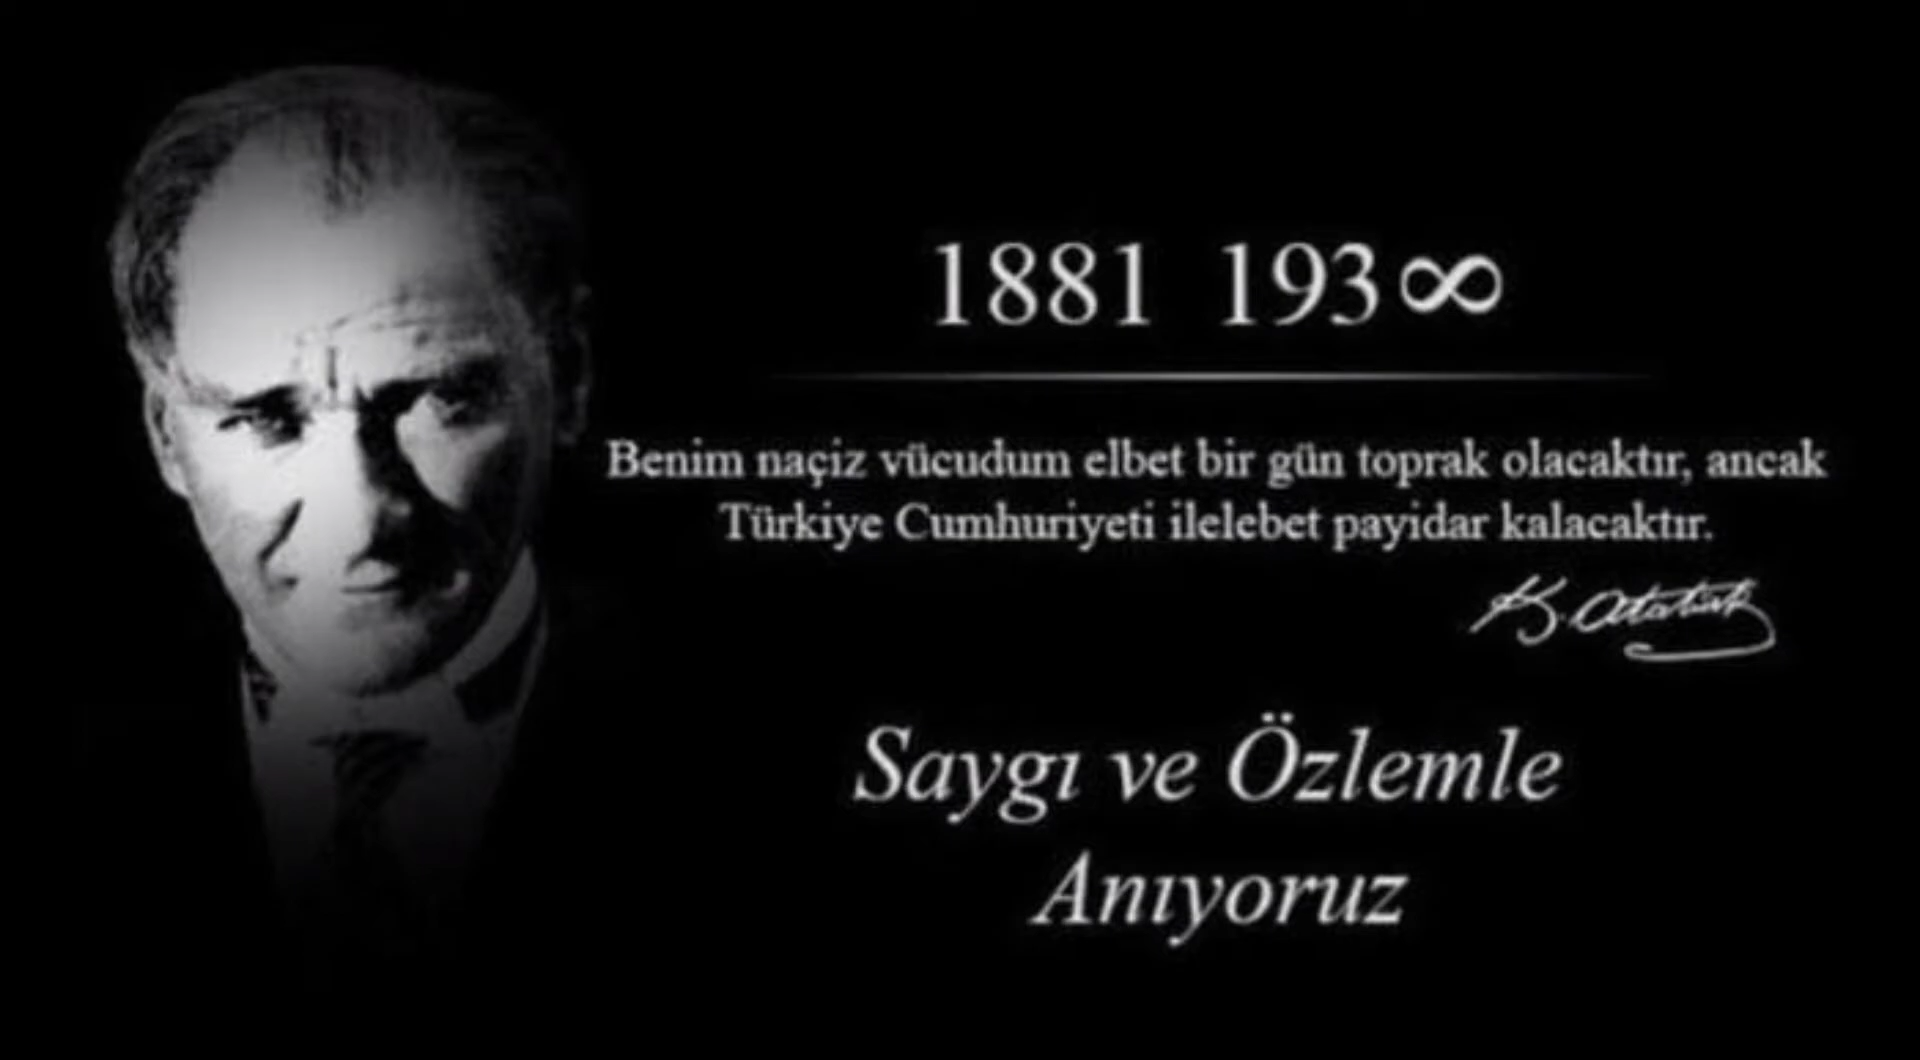 1881 193∞
Benim naçiz vücudum elbet bir gün toprak olacaktır, ancak
Türkiye Cumhuriyeti ilelebet payidar kalacaktır.
K. Atatürk
Saygı ve Özlemle
Anıyoruz